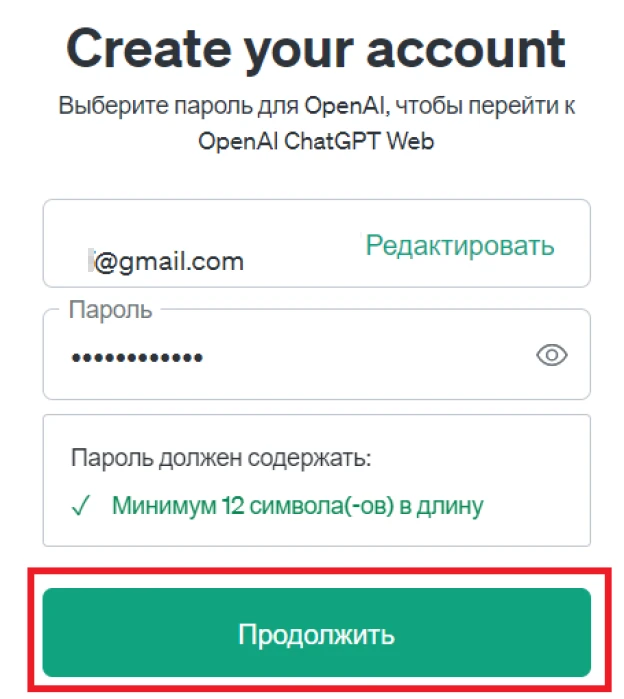 Create your account
Выберите пароль для OpenAI, чтобы перейти к
OpenAI ChatGPT Web
@gmail.com
Редактировать
Пароль
••••••••••••
Пароль должен содержать:
✓ Минимум 12 символа(-ов) в длину
Продолжить